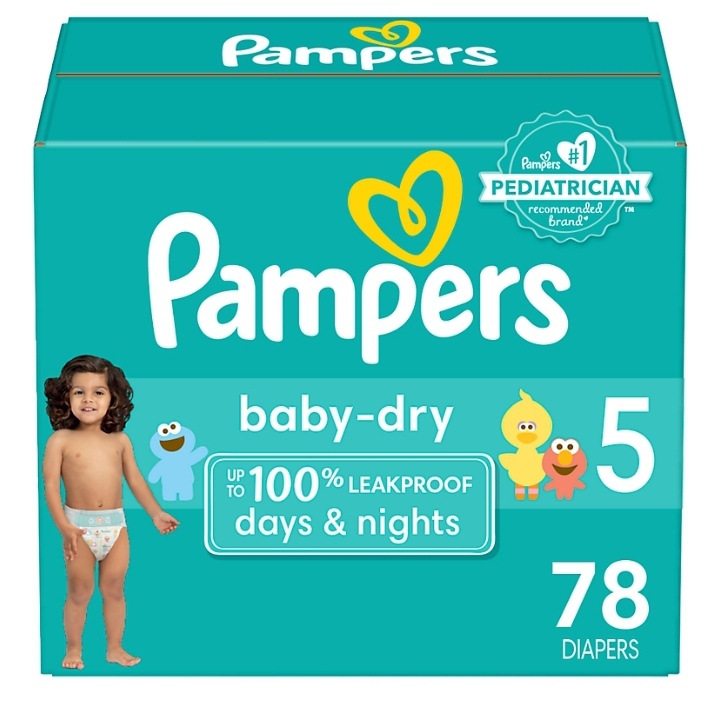 Pampers
Pampers #1
PEDIATRICIAN
recommended
brand*
™
Pampers
baby-dry
5
UP TO 100% LEAKPROOF
days & nights
78
DIAPERS